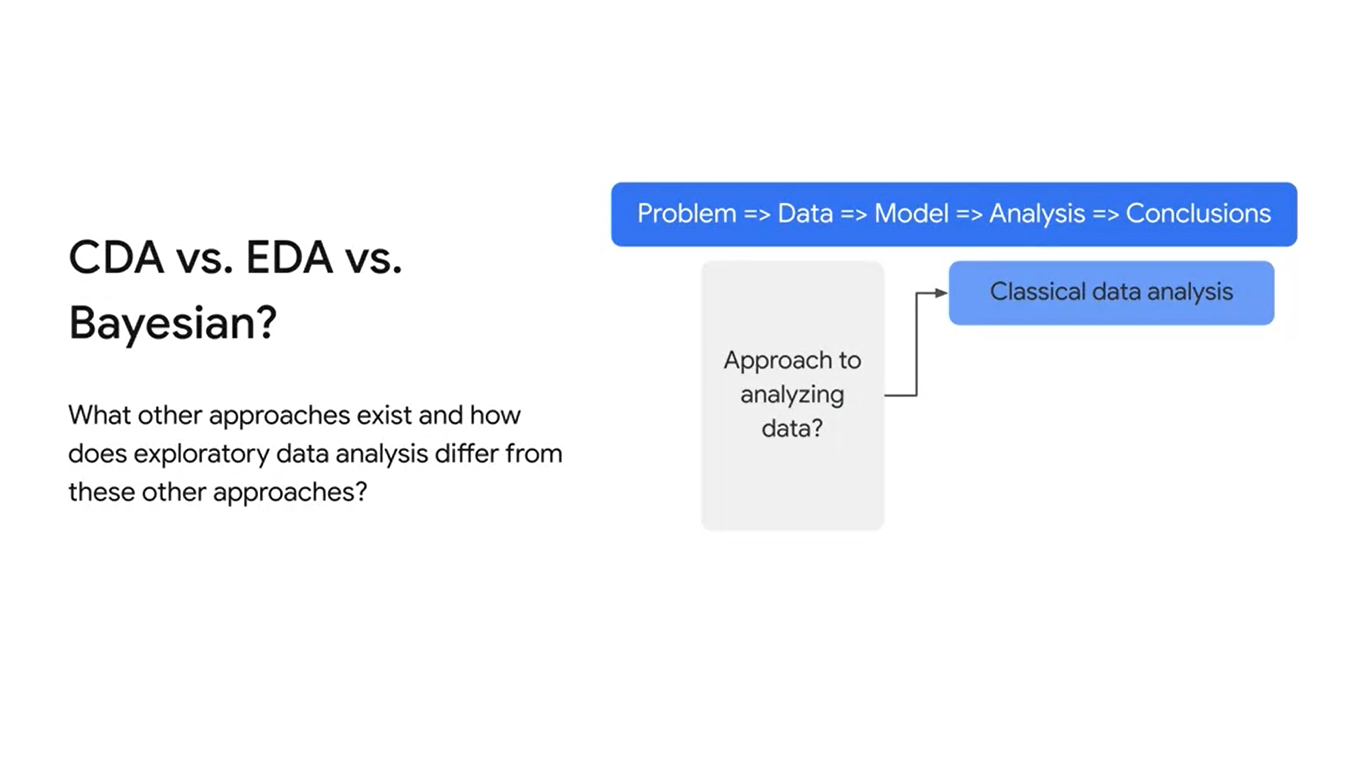 CDA vs. EDA vs.
Bayesian?
What other approaches exist and how
does exploratory data analysis differ from
these other approaches?
Problem => Data => Model => Analysis => Conclusions
Approach to
analyzing
data?
Classical data analysis